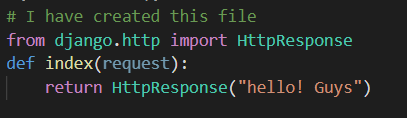 # I have created this file
from django.http import HttpResponse
def index(request):
    return HttpResponse("hello! Guys")